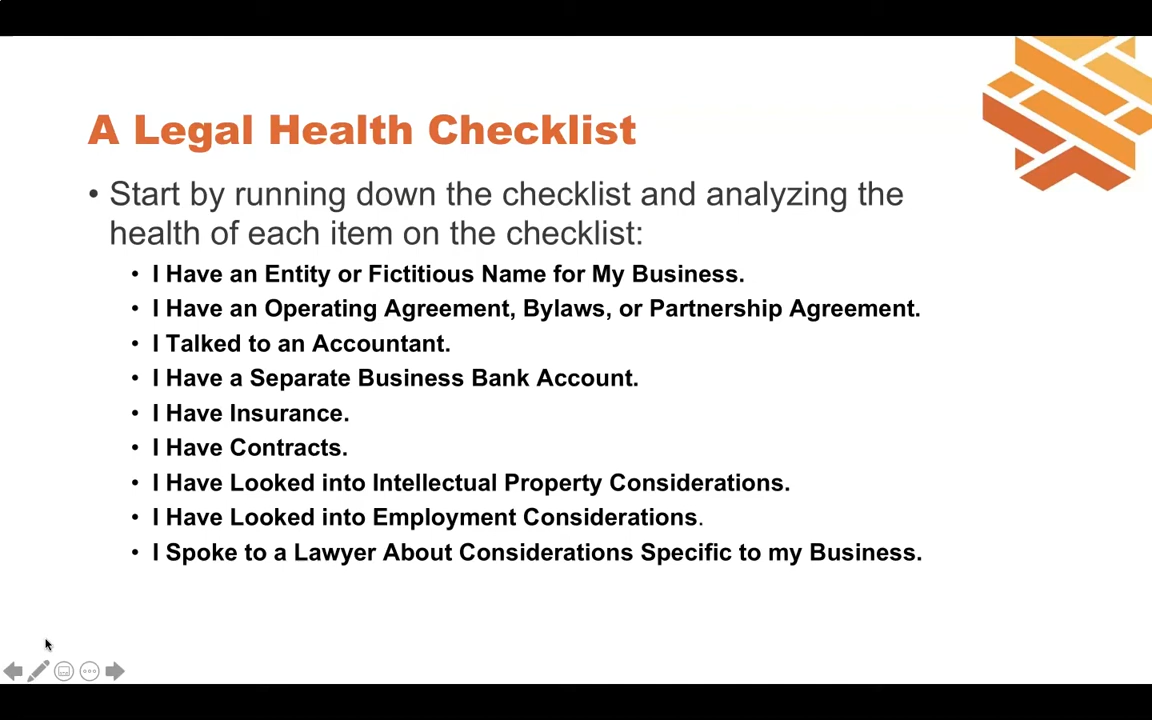 A Legal Health Checklist
• Start by running down the checklist and analyzing the
health of each item on the checklist:
• I Have an Entity or Fictitious Name for My Business.
• I Have an Operating Agreement, Bylaws, or Partnership Agreement.
• I Talked to an Accountant.
• I Have a Separate Business Bank Account.
• I Have Insurance.
• I Have Contracts.
• I Have Looked into Intellectual Property Considerations.
• I Have Looked into Employment Considerations.
• I Spoke to a Lawyer About Considerations Specific to my Business.